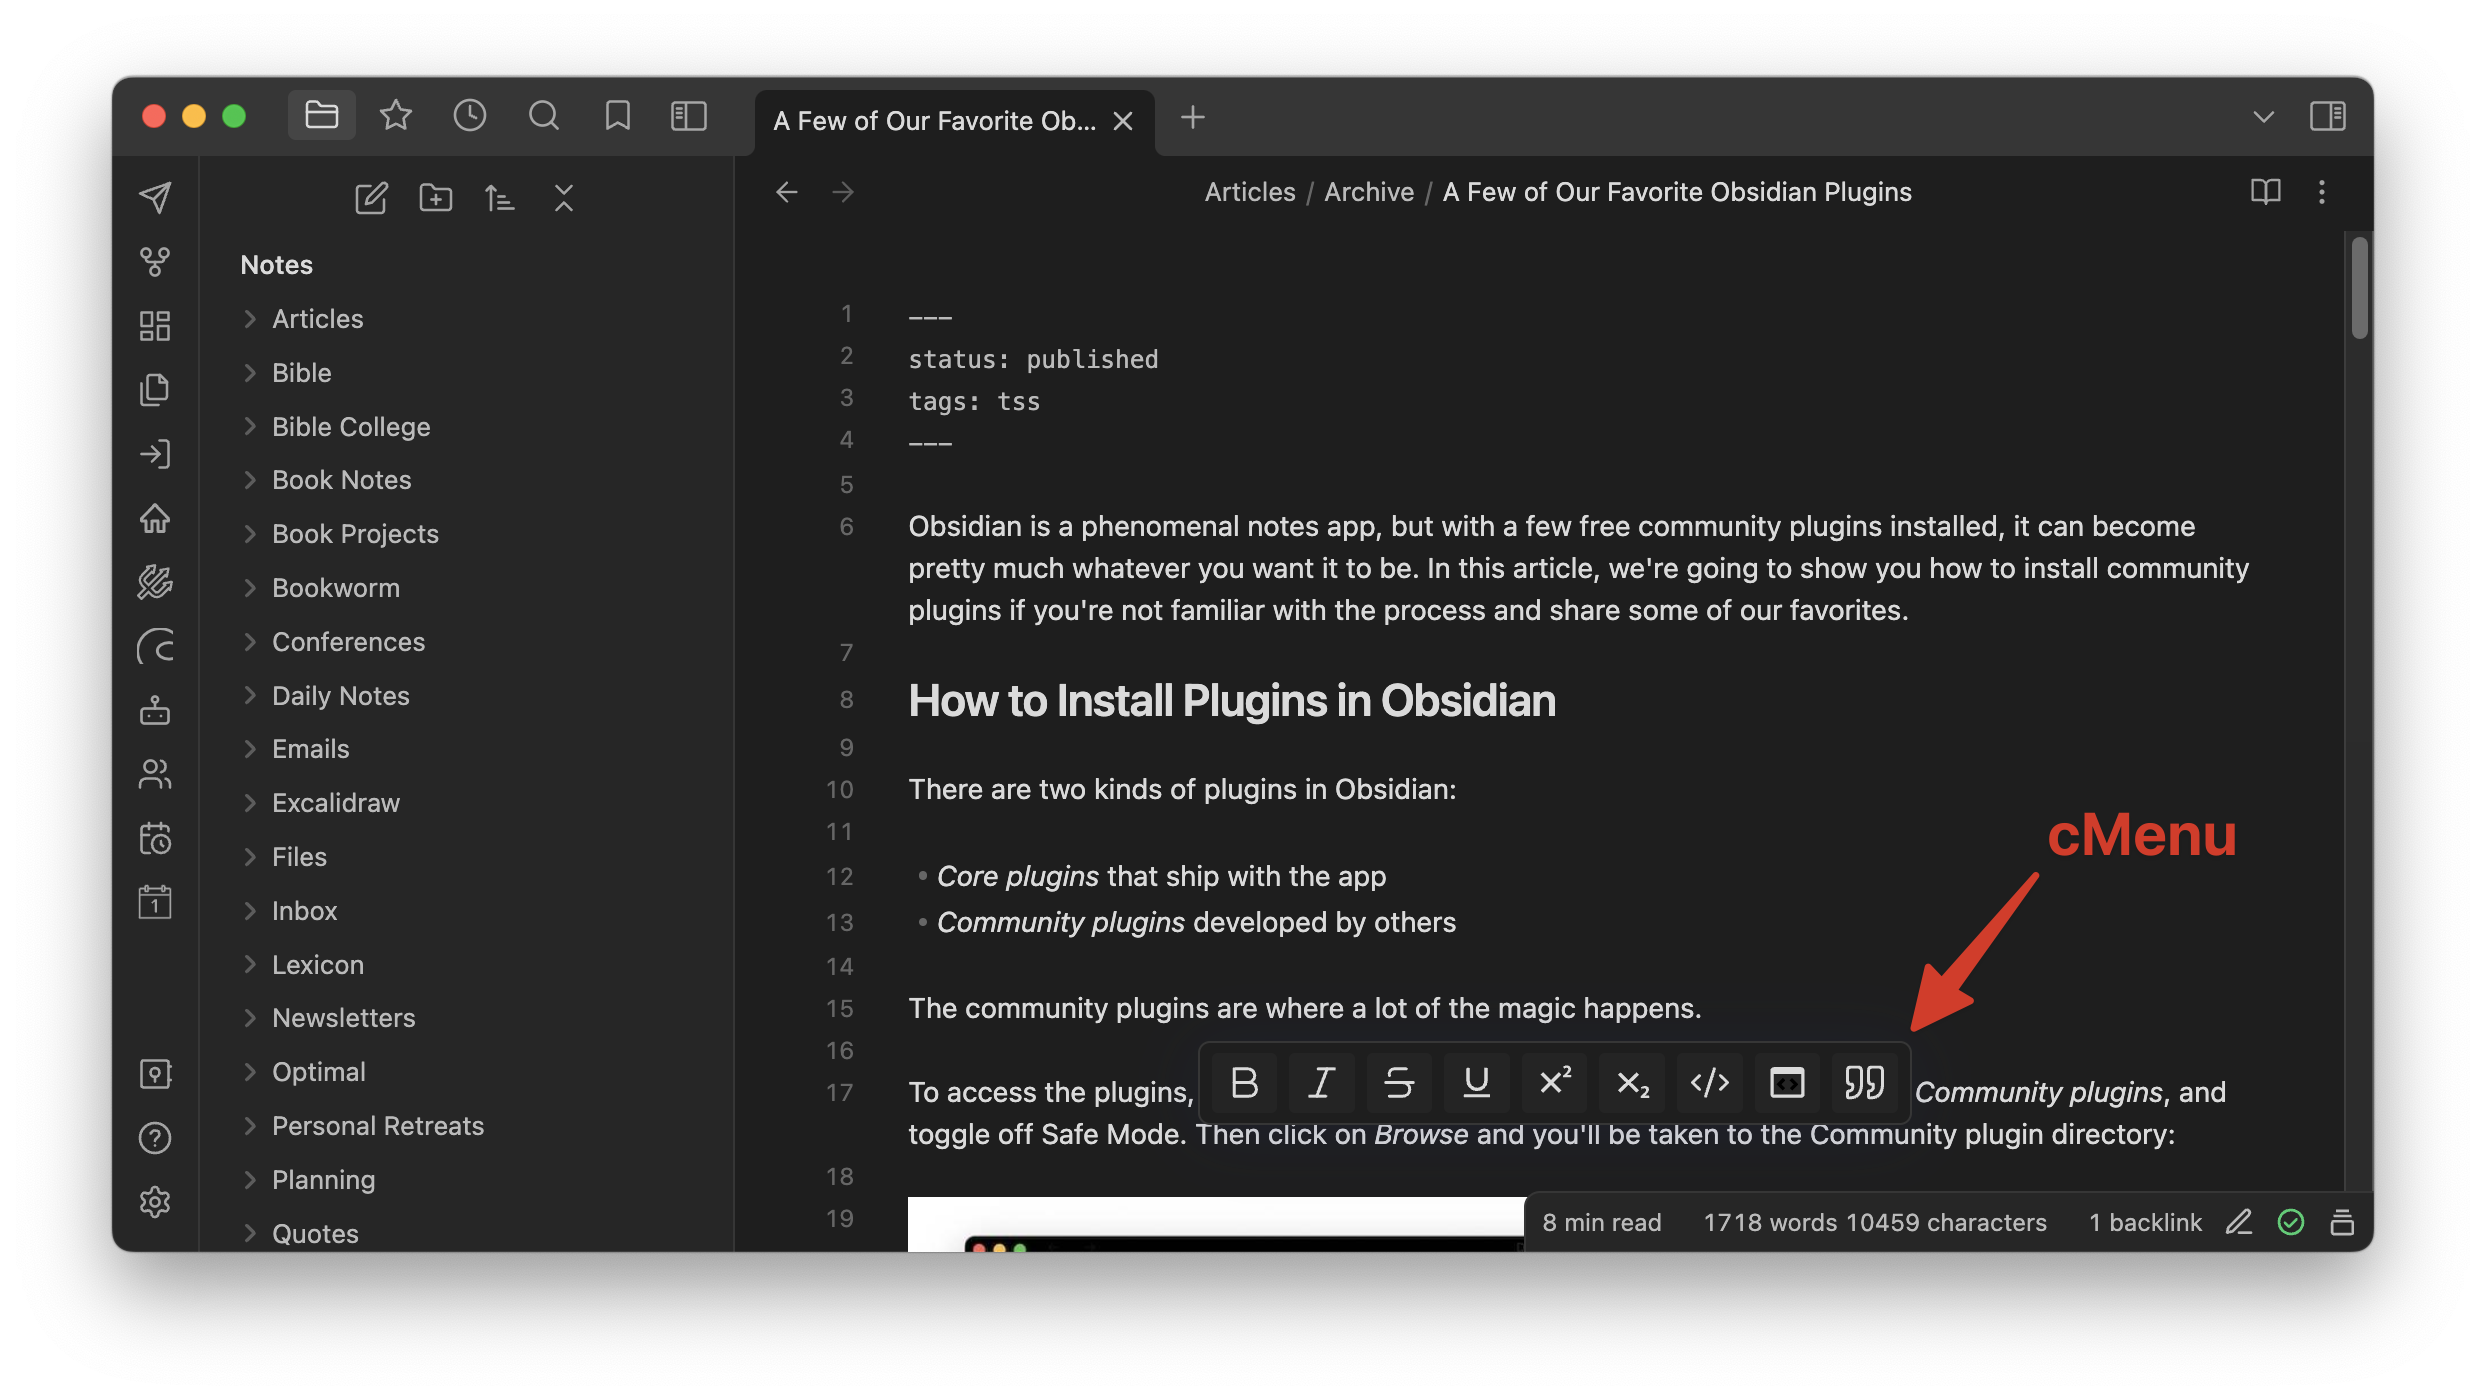 A Few of Our Favorite Ob...
Articles / Archive / A Few of Our Favorite Obsidian Plugins
Notes
Articles
Bible
Bible College
Book Notes
Book Projects
Bookworm
Conferences
Daily Notes
Emails
Excalidraw
Files
Inbox
Lexicon
Newsletters
Optimal
Personal Retreats
Planning
Quotes
1
1 ---
2 status: published
3 tags: tss
4 ---
5
6 Obsidian is a phenomenal notes app, but with a few free community plugins installed, it can become
pretty much whatever you want it to be. In this article, we're going to show you how to install community
plugins if you're not familiar with the process and share some of our favorites.
7
8 How to Install Plugins in Obsidian
9
10 There are two kinds of plugins in Obsidian:
11
12 • Core plugins that ship with the app
13 • Community plugins developed by others
14
15 The community plugins are where a lot of the magic happens.
16
17 To access the plugins, Community plugins, and
toggle off Safe Mode. Then click on Browse and you'll be taken to the Community plugin directory:
18
19
cMenu
B I S U x² x₂ </>
8 min read 1718 words 10459 characters 1 backlink